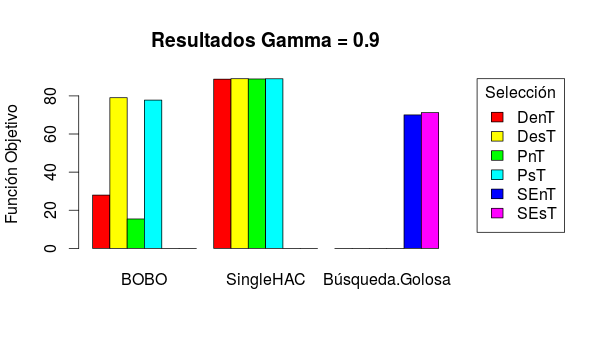 Resultados Gamma = 0.9
Función Objetivo
80
60
40
20
0
BOBO
SingleHAC
Búsqueda.Golosa
Selección
DenT
DesT
PnT
PsT
SEnT
SEsT